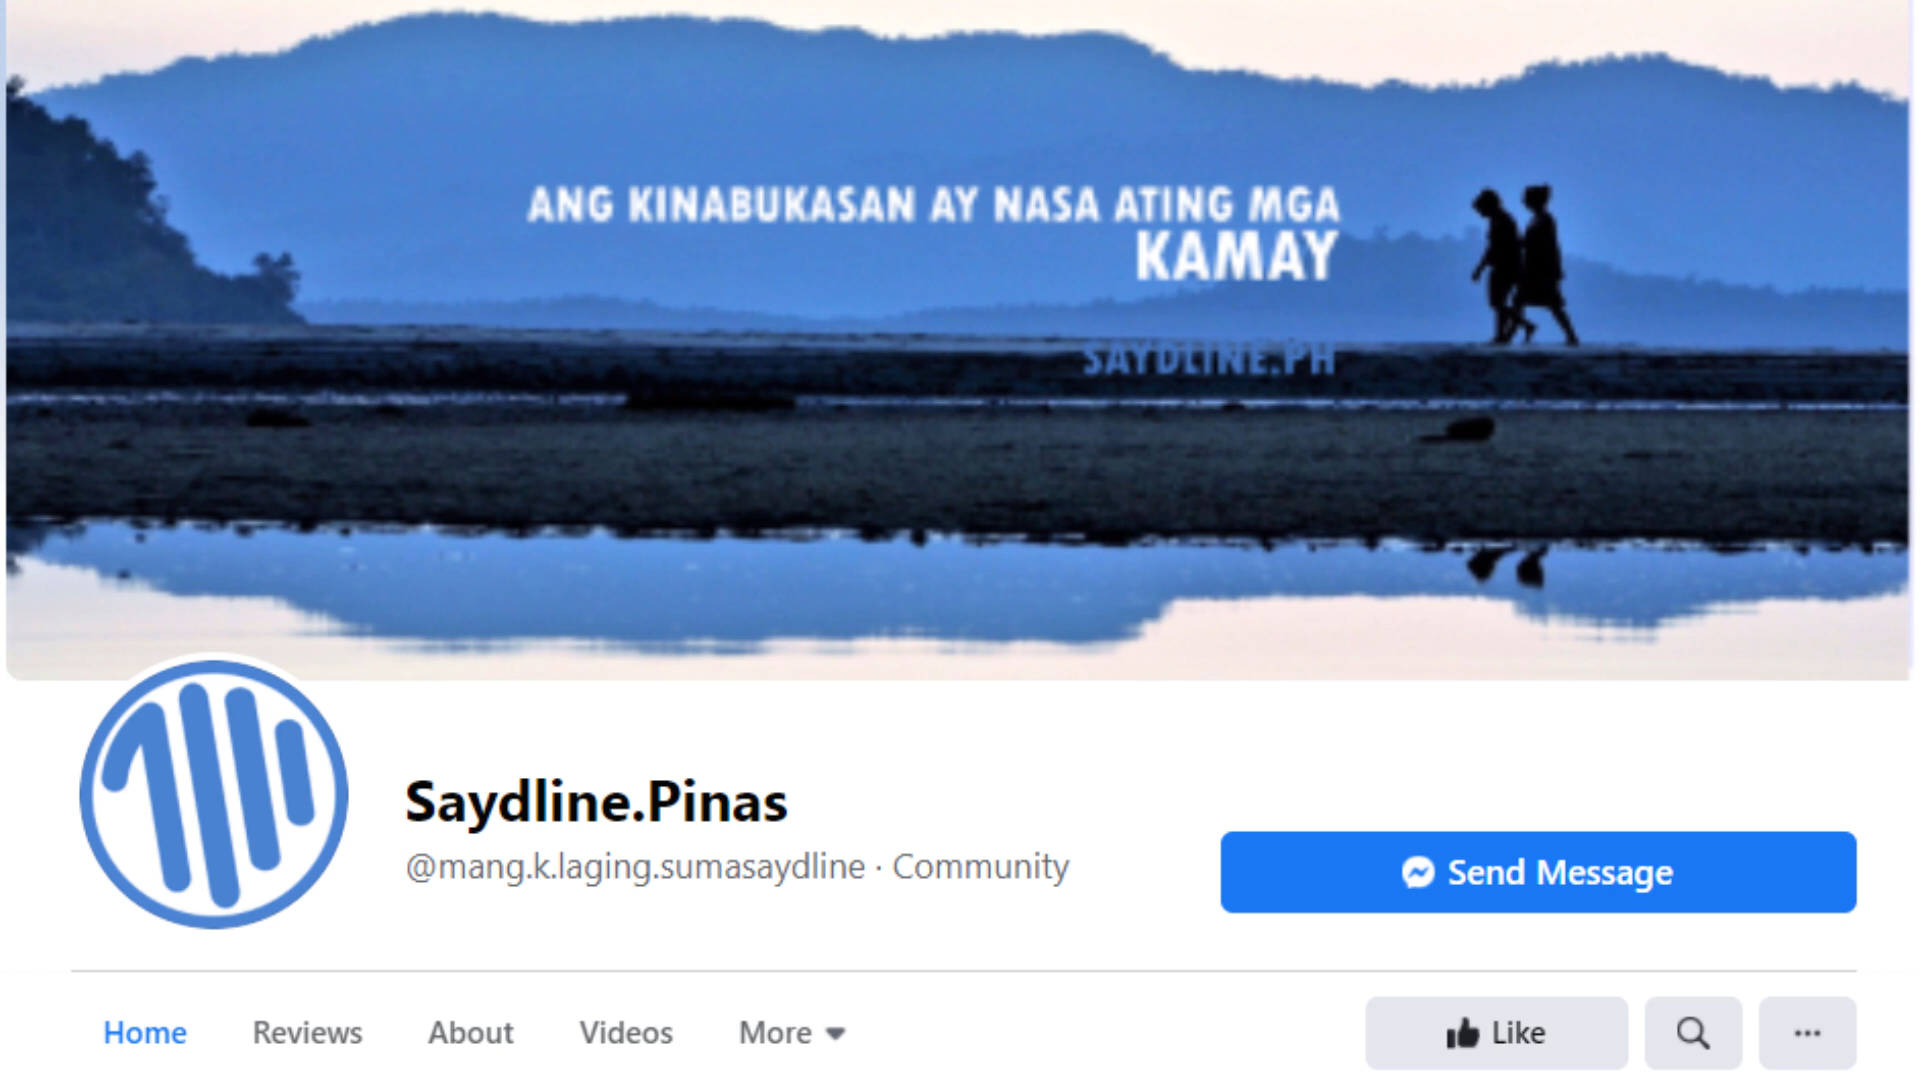 ANG KINABUKASAN AY NASA ATING MGA
KAMAY
SAYDLINE.PH
Saydline.Pinas
@mang.k.laging.sumasaydline · Community
Send Message
Home Reviews About Videos More
Like